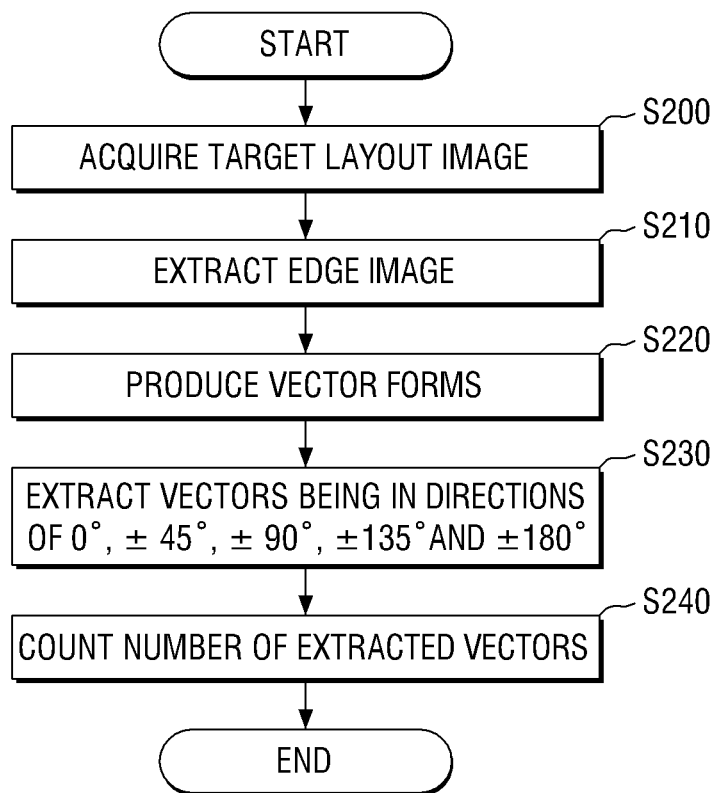 START
S200
ACQUIRE TARGET LAYOUT IMAGE
S210
EXTRACT EDGE IMAGE
S220
PRODUCE VECTOR FORMS
S230
EXTRACT VECTORS BEING IN DIRECTIONS
OF 0°, ± 45°, ± 90°, ±135°AND ±180°
S240
COUNT NUMBER OF EXTRACTED VECTORS
END